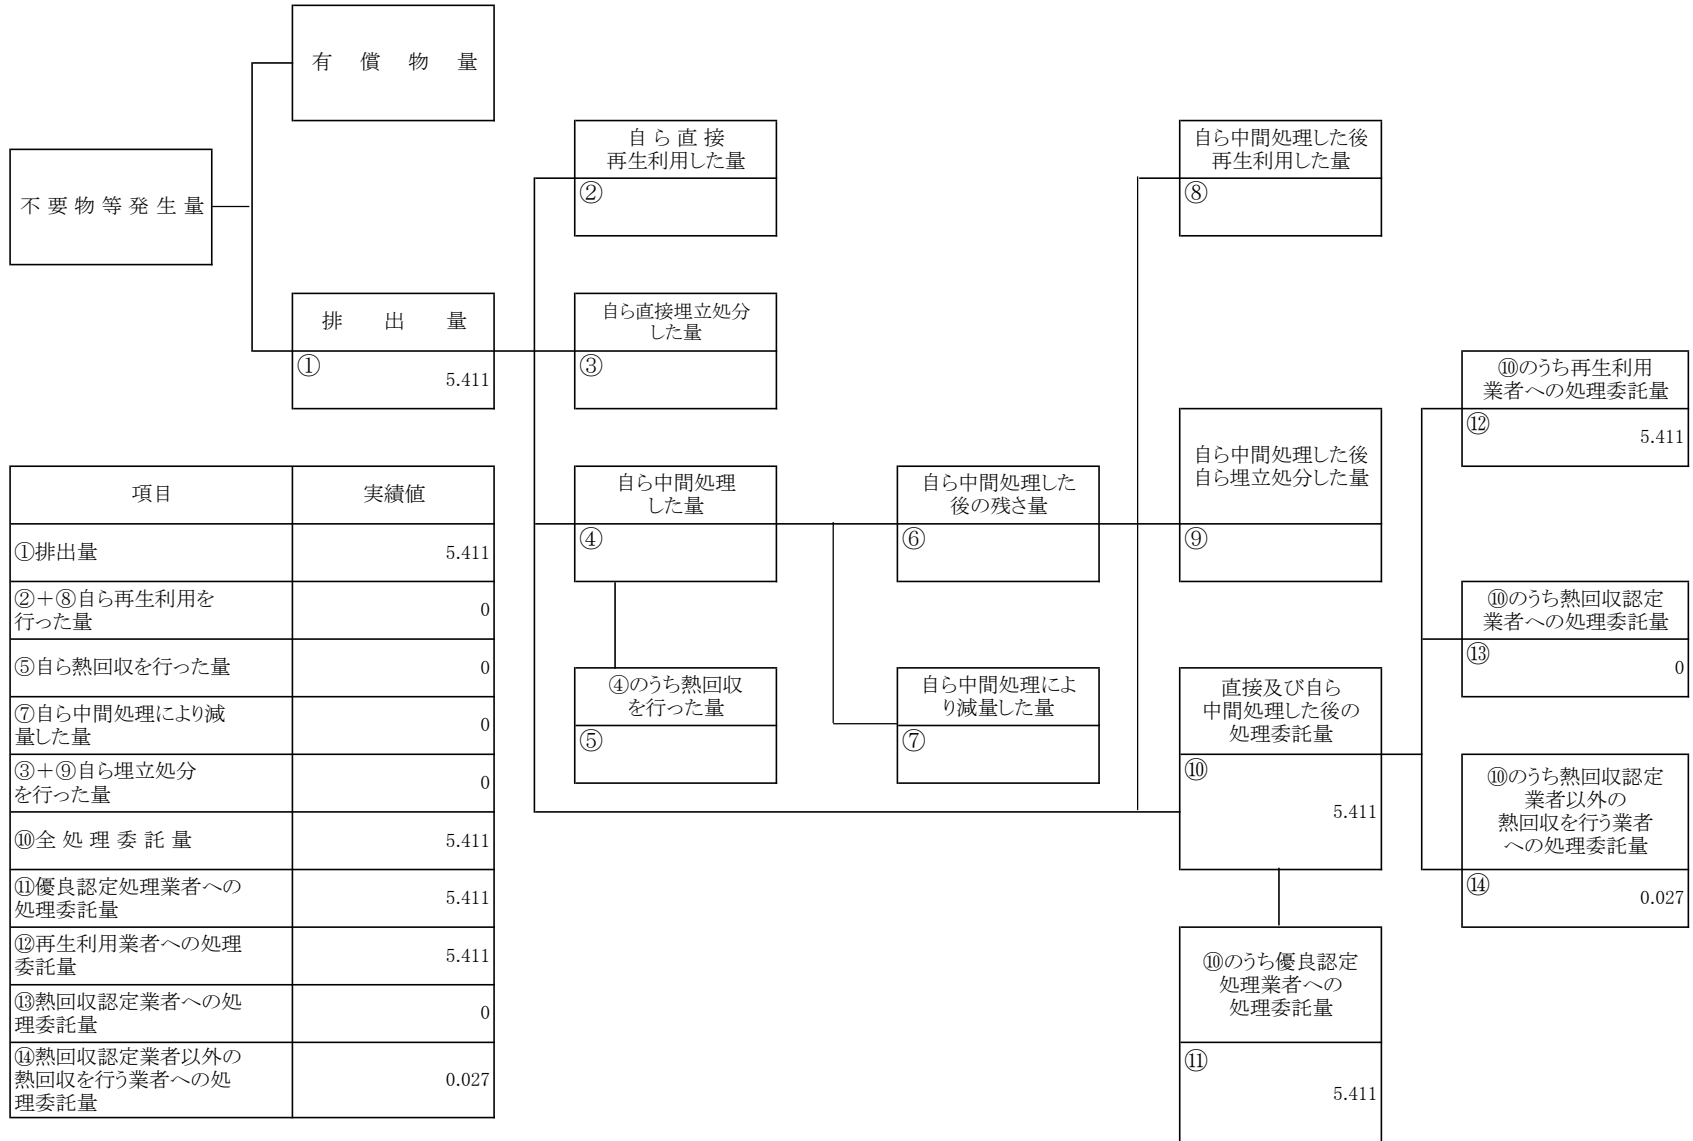 有 償 物 量
不 要 物 等 発 生 量
排 出 量
①
5.411
自 ら 直 接
再生利用した量
②
自ら直接埋立処分
した量
③
自ら中間処理
した量
④
④のうち熱回収
を行った量
⑤
自ら中間処理した
後の残さ量
⑥
自ら中間処理によ
り減量した量
⑦
自ら中間処理した後
再生利用した量
⑧
自ら中間処理した後
自ら埋立処分した量
⑨
直接及び自ら
中間処理した後の
処理委託量
⑩
5.411
⑩のうち優良認定
処理業者への
処理委託量
⑪
5.411
⑩のうち再生利用
業者への処理委託量
⑫
5.411
⑩のうち熱回収認定
業者への処理委託量
⑬
0
⑩のうち熱回収認定
業者以外の
熱回収を行う業者
への処理委託量
⑭
0.027
項目 実績値
①排出量 5.411
②+⑧自ら再生利用を
行った量 0
⑤自ら熱回収を行った量 0
⑦自ら中間処理により減
量した量 0
③+⑨自ら埋立処分
を行った量 0
⑩全 処 理 委 託 量 5.411
⑪優良認定処理業者への
処理委託量 5.411
⑫再生利用業者への処理
委託量 5.411
⑬熱回収認定業者への処
理委託量 0
⑭熱回収認定業者以外の
熱回収を行う業者への処
理委託量 0.027